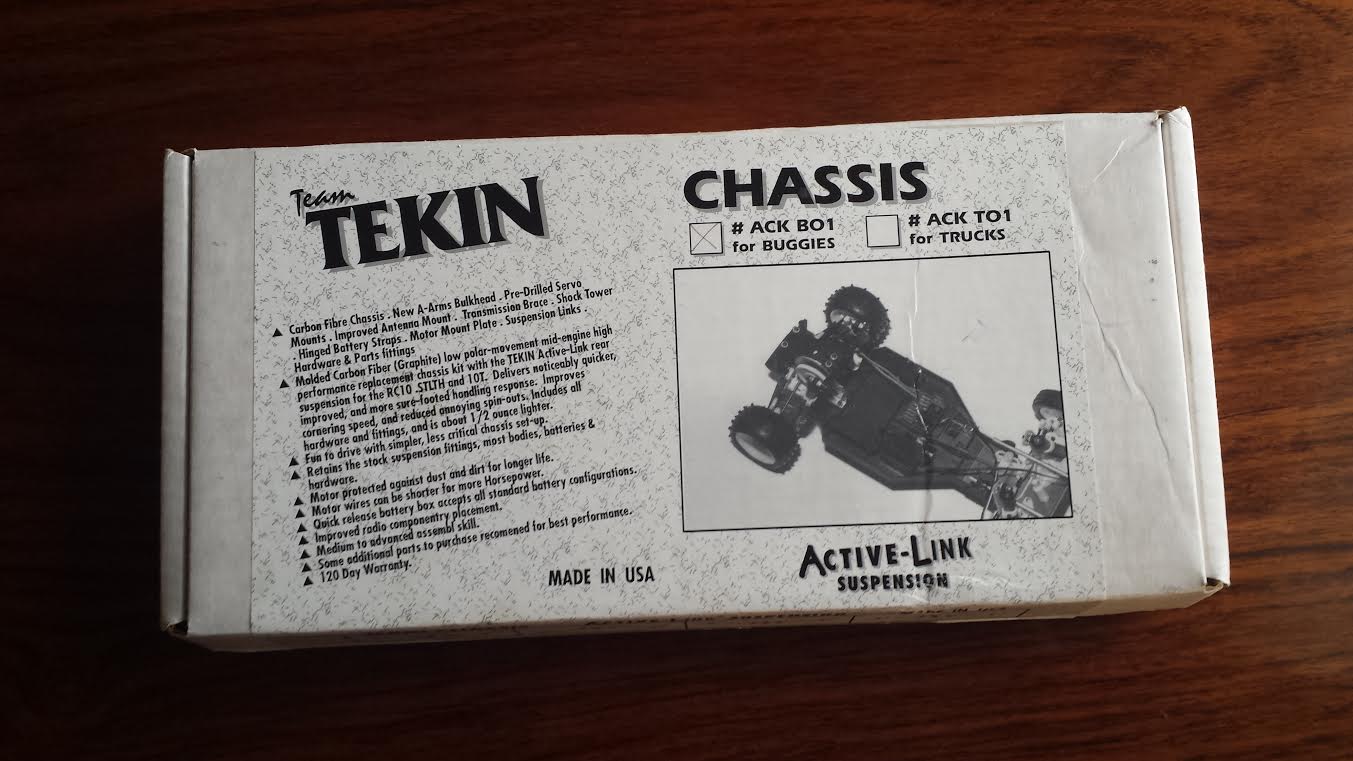 Team
TEKIN
▲ Carbon Fibre Chassis . New A-Arms Bulkhead . Pre-Drilled Servo
Mounts . Improved Antenna Mount . Transmission Brace . Shock Tower
. Hinged Battery Straps . Motor Mount Plate . Suspension Links .
Hardware & Parts fittings
▲ Molded Carbon Fiber (Graphite) low polar-movement mid-engine high
performance replacement chassis kit with the TEKIN Active-Link rear
suspension for the RC10 .STLTH and 10T. Delivers noticeably quicker,
improved, and more sure-footed handling response. Improves
cornering speed, and reduced annoying spin-outs. Includes all
hardware and fittings, and is about 1/2 ounce lighter.
▲ Fun to drive with simpler, less critical chassis set-up.
▲ Retains the stock suspension fittings, most bodies, batteries &
hardware.
▲ Motor protected against dust and dirt for longer life.
▲ Motor wires can be shorter for more Horsepower.
▲ Quick release battery box accepts all standard battery configurations.
▲ Improved radio componentry placement.
▲ Medium to advanced assembl skill.
▲ Some additional parts to purchase recomened for best performance.
▲ 120 Day Warranty.
MADE IN USA
CHASSIS
# ACK BO1
for BUGGIES
# ACK TO1
for TRUCKS
ACTIVE-LINK
SUSPENSION